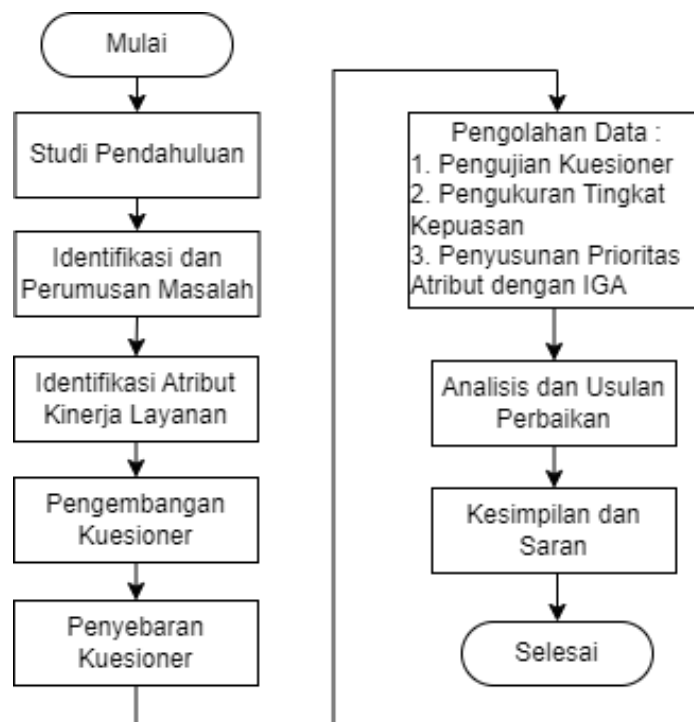 Mulai
Studi Pendahuluan
Identifikasi dan
Perumusan Masalah
Identifikasi Atribut
Kinerja Layanan
Pengembangan
Kuesioner
Penyebaran
Kuesioner
Pengolahan Data :
1. Pengujian Kuesioner
2. Pengukuran Tingkat
Kepuasan
3. Penyusunan Prioritas
Atribut dengan IGA
Analisis dan Usulan
Perbaikan
Kesimpilan dan
Saran
Selesai